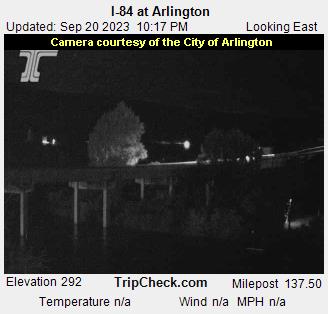 I-84 at Arlington
Updated: Sep 20 2023 10:17 PM Looking East
Camera courtesy of the City of Arlington
Elevation 292 TripCheck.com Milepost 137.50
Temperature n/a Wind n/a MPH n/a